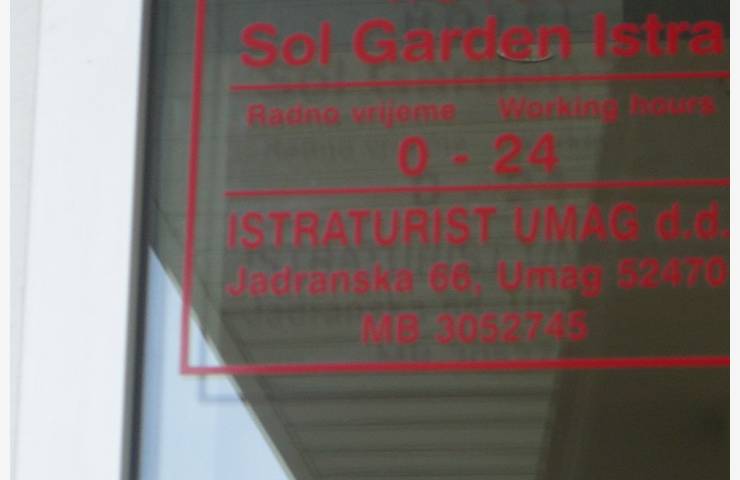 Sol Garden Istra
Radno vrijeme Working hours
0 - 24
ISTRATURIST UMAG d.d.
Jadranska 66, Umag 52470
MB 3052745